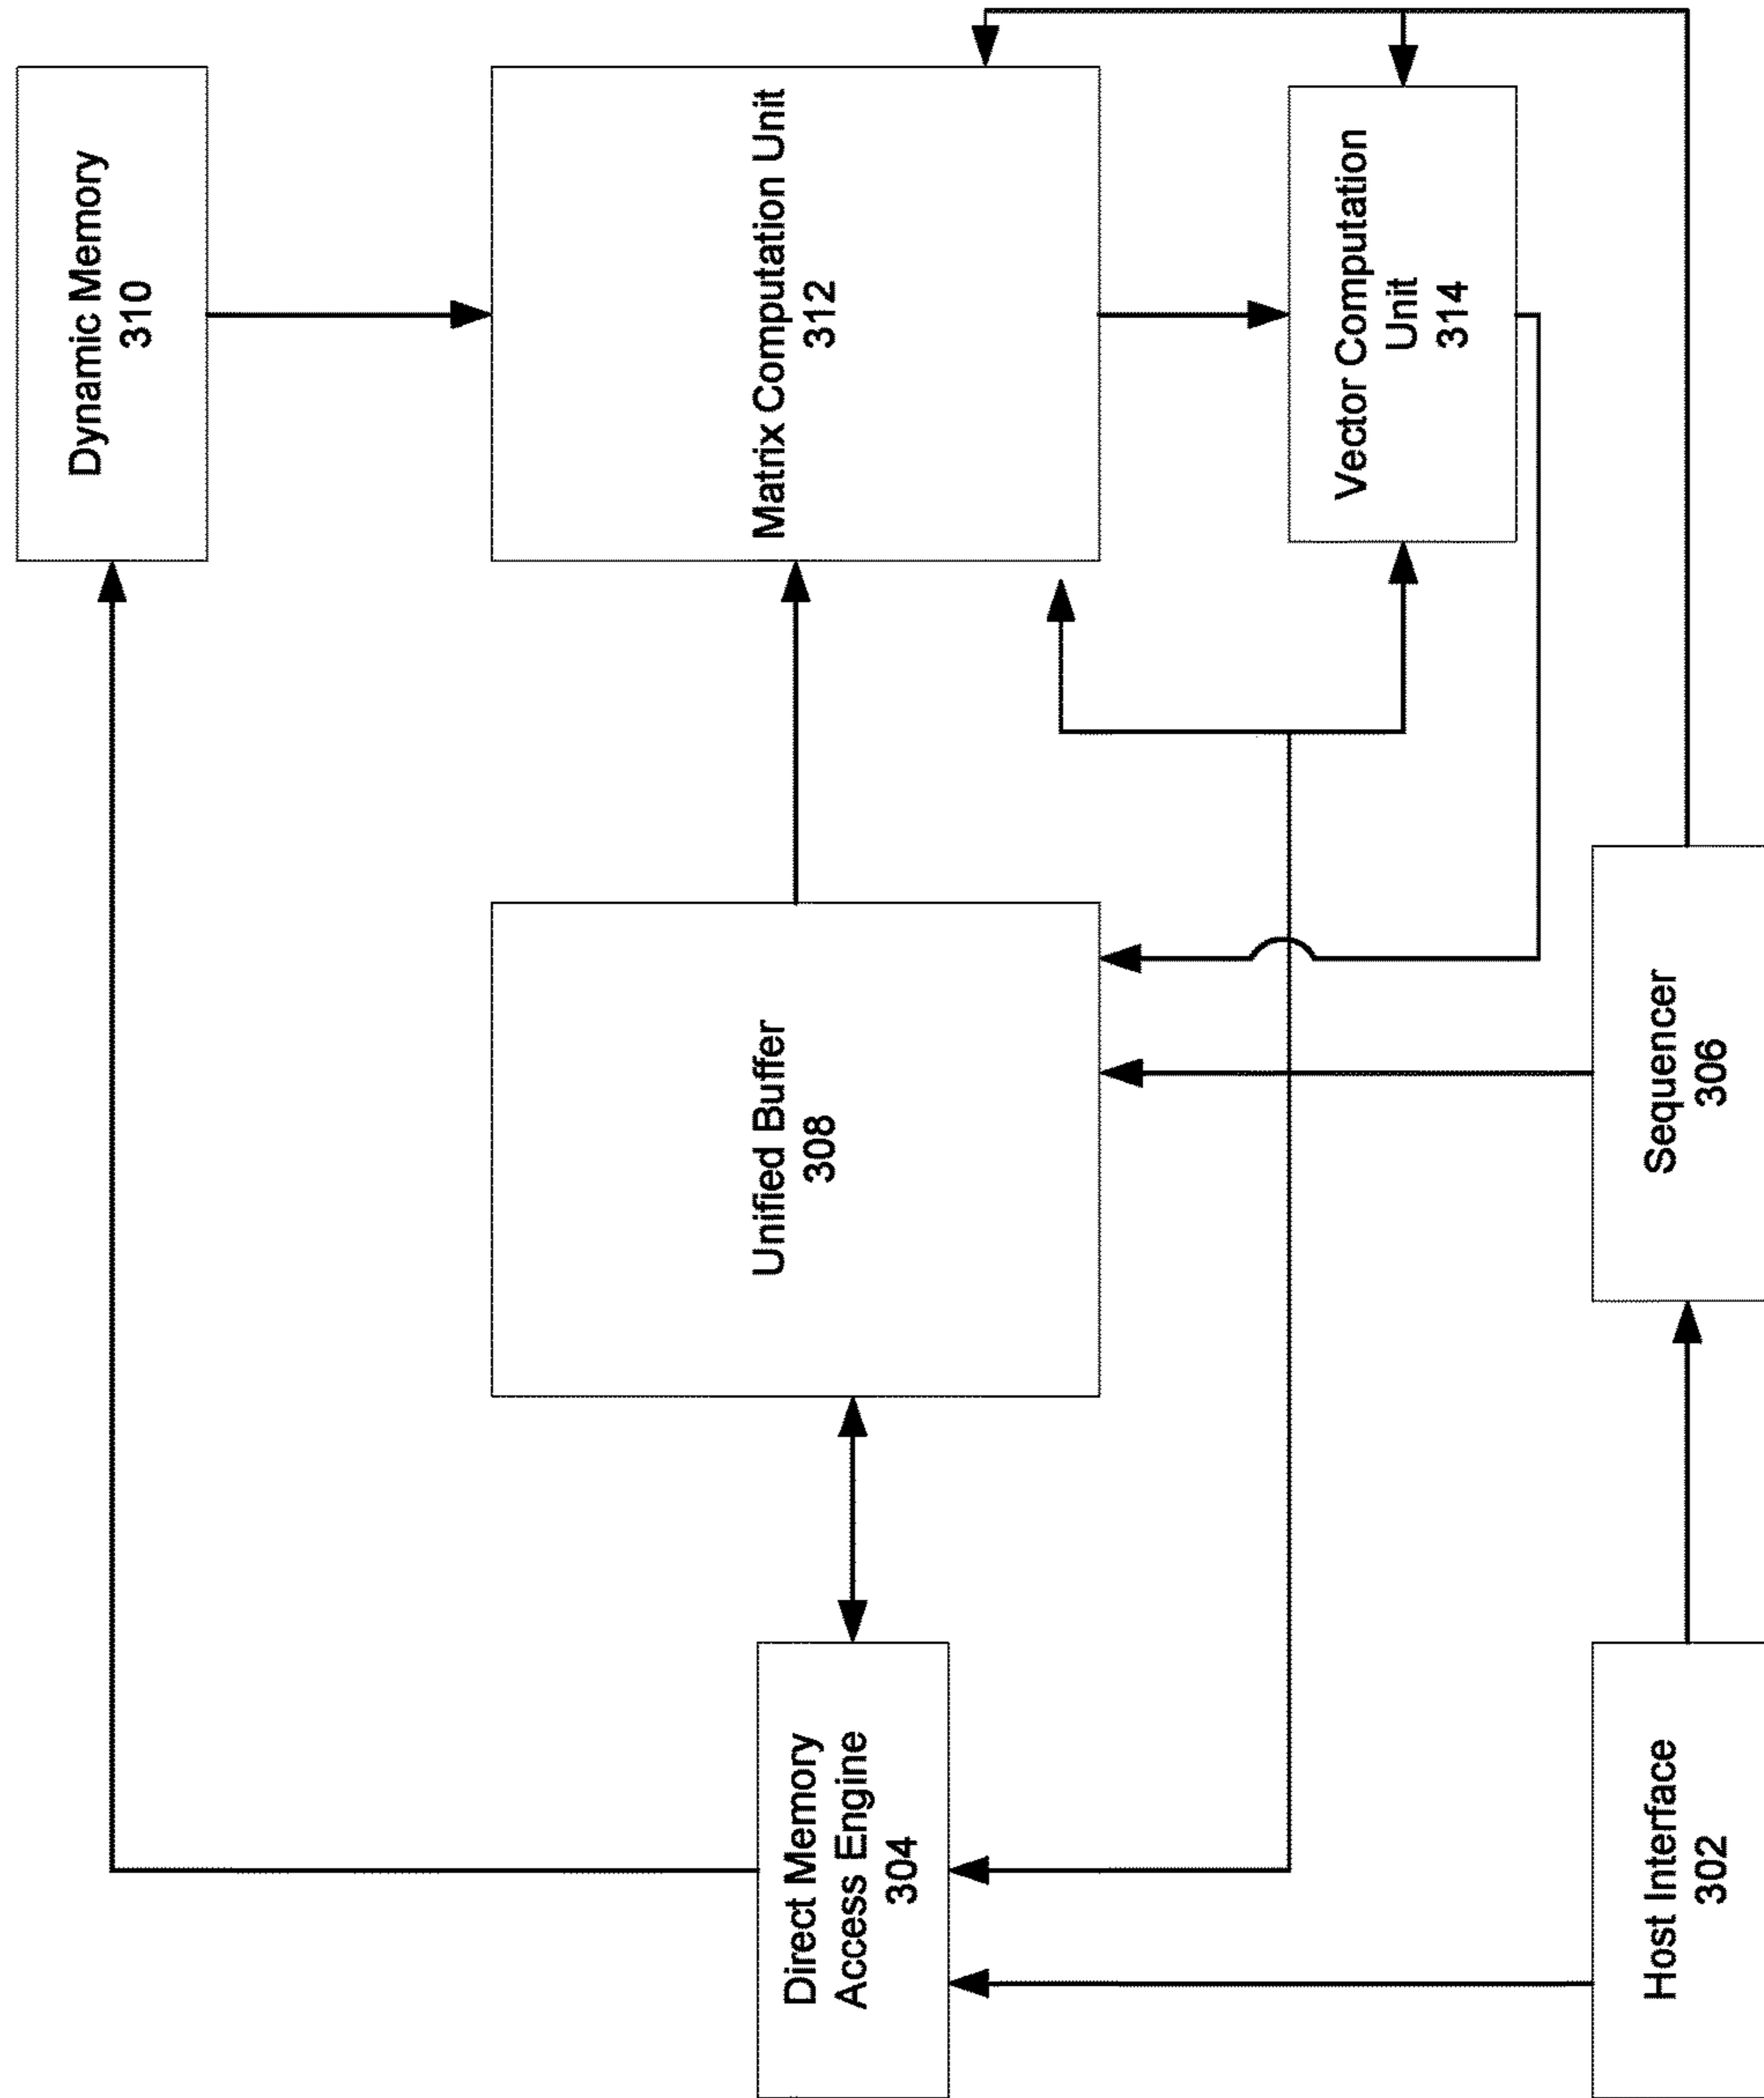 Dynamic Memory
310
Direct Memory
Access Engine
304
Unified Buffer
308
Matrix Computation Unit
312
Vector Computation
Unit
314
Host Interface
302
Sequencer
306